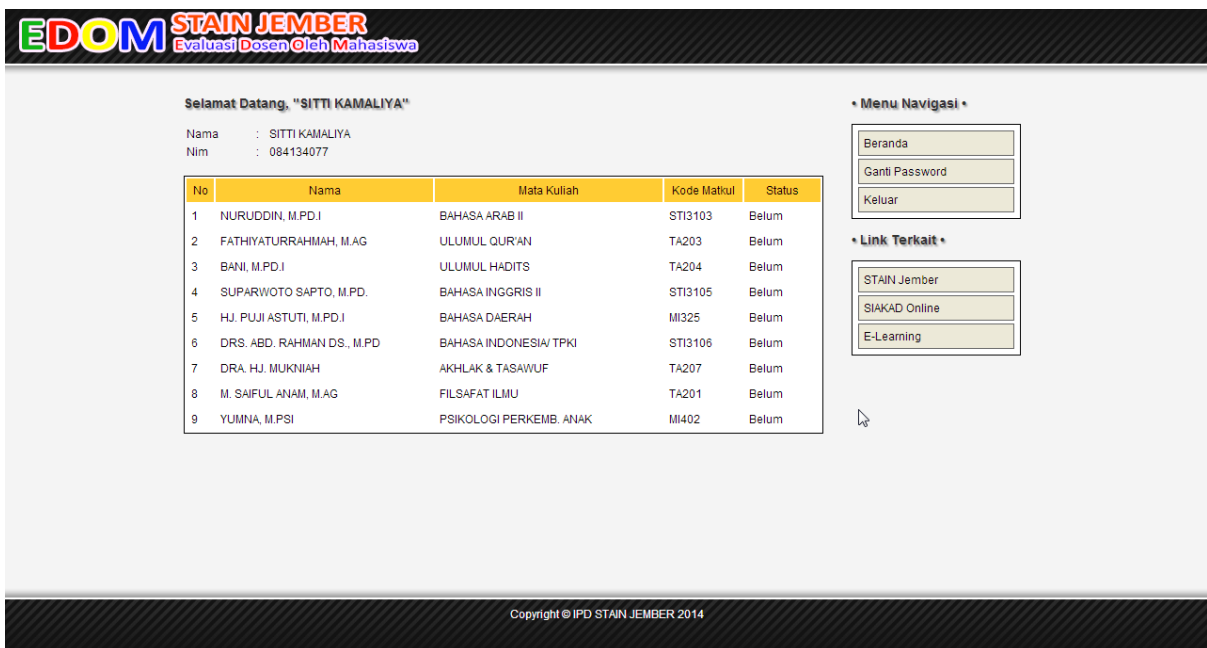 EDOM STAIN JEMBER
Evaluasi Dosen Oleh Mahasiswa
Selamat Datang, "SITTI KAMALIYA"
Nama : SITTI KAMALIYA
Nim : 084134077
No Nama Mata Kuliah Kode Matkul Status
1 NURUDDIN, M.PD.I BAHASA ARAB II STI3103 Belum
2 FATHIYATURRAHMAH, M.AG ULUMUL QUR'AN TA203 Belum
3 BANI, M.PD.I ULUMUL HADITS TA204 Belum
4 SUPARWOTO SAPTO, M.PD. BAHASA INGGRIS II STI3105 Belum
5 HJ. PUJI ASTUTI, M.PD.I BAHASA DAERAH MI325 Belum
6 DRS. ABD. RAHMAN DS., M.PD BAHASA INDONESIA/ TPKI STI3106 Belum
7 DRA. HJ. MUKNIAH AKHLAK & TASAWUF TA207 Belum
8 M. SAIFUL ANAM, M.AG FILSAFAT ILMU TA201 Belum
9 YUMNA, M.PSI PSIKOLOGI PERKEMB. ANAK MI402 Belum
• Menu Navigasi •
Beranda
Ganti Password
Keluar
• Link Terkait •
STAIN Jember
SIAKAD Online
E-Learning
Copyright © IPD STAIN JEMBER 2014